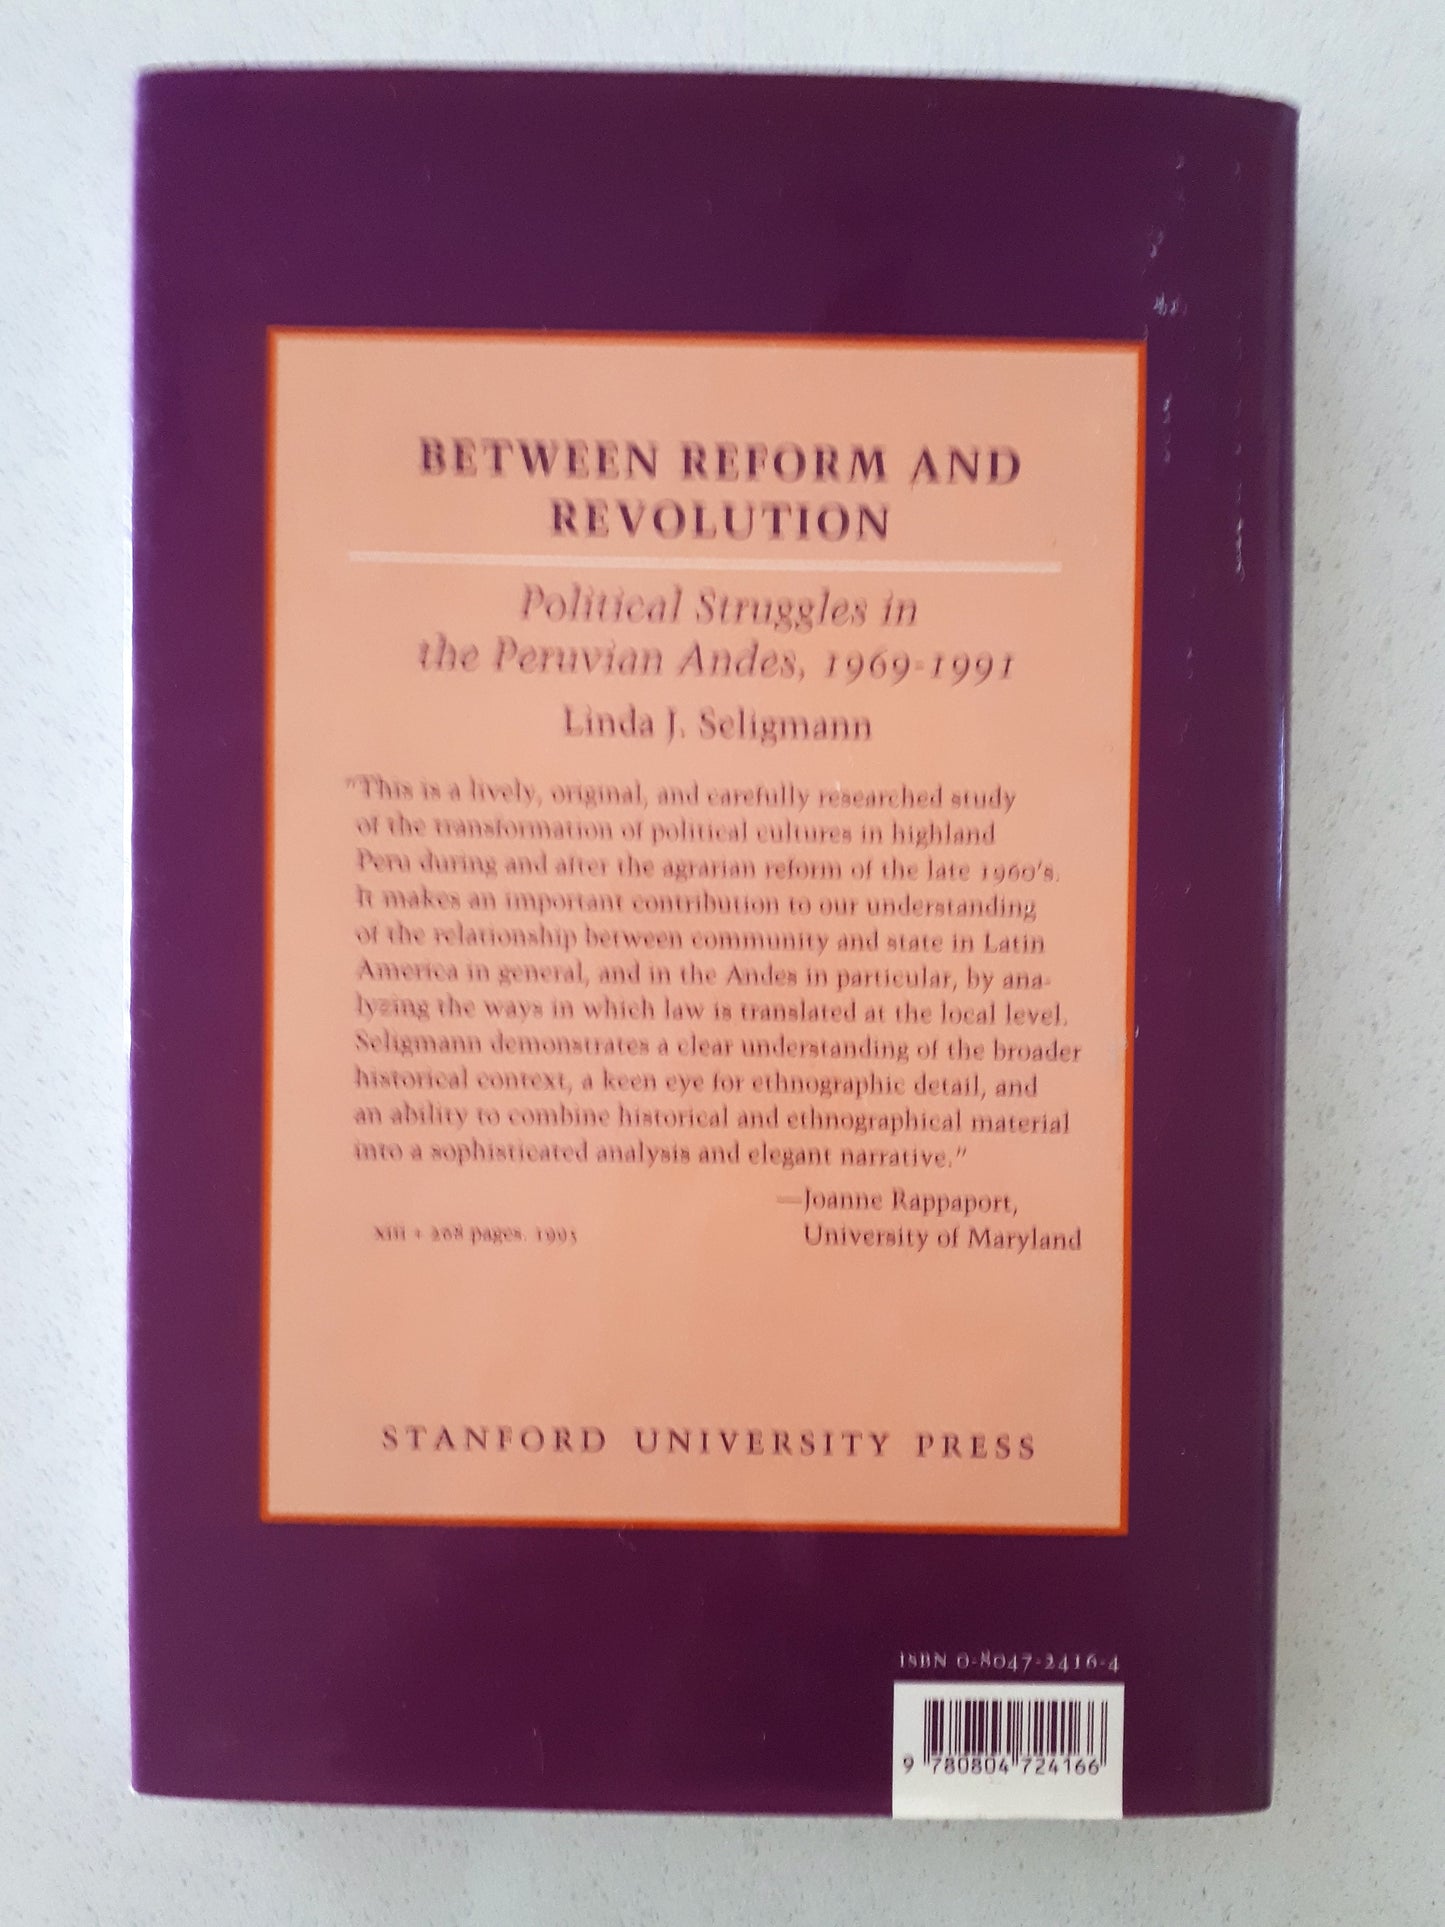 BETWEEN REFORM AND
REVOLUTION
Political Struggles in
the Peruvian Andes, 1969-1991
Linda J. Seligmann
"This is a lively, original, and carefully researched study
of the transformation of political cultures in highland
Peru during and after the agrarian reform of the late 1960's.
It makes an important contribution to our understanding
of the relationship between community and state in Latin
America in general, and in the Andes in particular, by ana-
lyzing the ways in which law is translated at the local level.
Seligmann demonstrates a clear understanding of the broader
historical context, a keen eye for ethnographic detail, and
an ability to combine historical and ethnographical material
into a sophisticated analysis and elegant narrative."
—Joanne Rappaport,
University of Maryland
xiii + pages.
STANFORD UNIVERSITY PRESS
ISBN 0-8047-2416-4
9 780804 724166